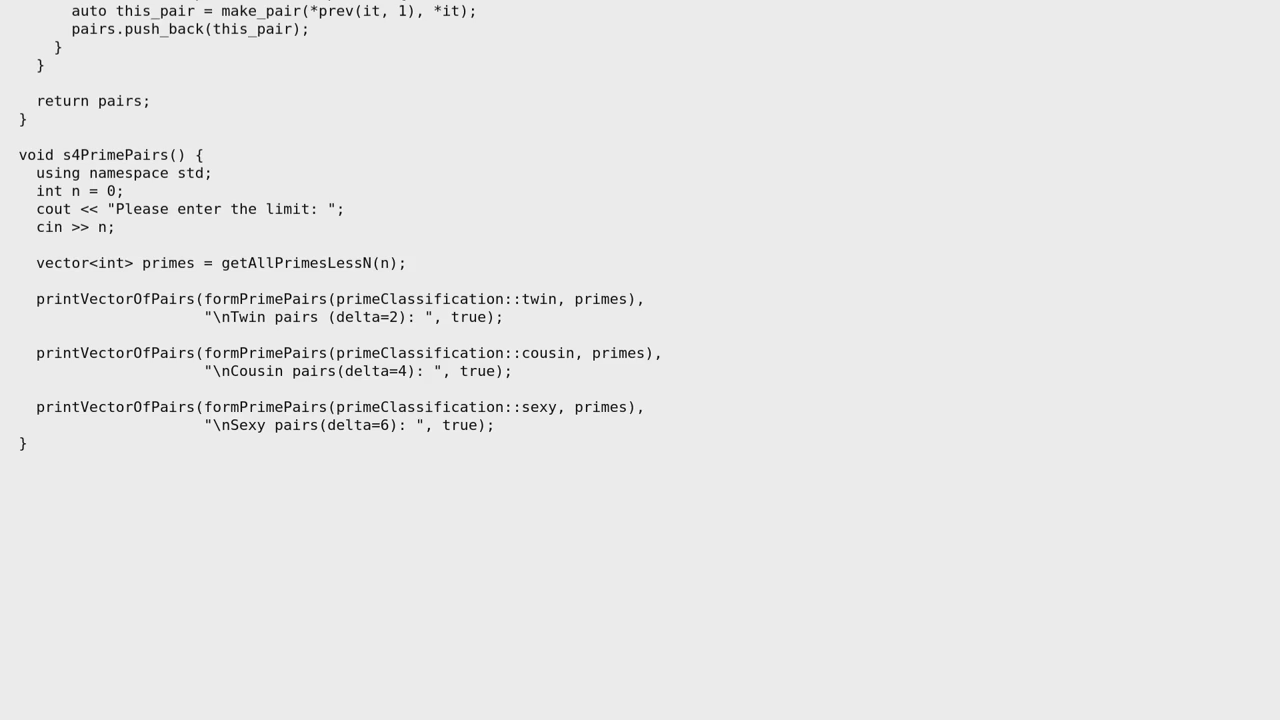 auto this_pair = make_pair(*prev(it, 1), *it);
pairs.push_back(this_pair);
}
}
return pairs;
}
void s4PrimePairs() {
using namespace std;
int n = 0;
cout << "Please enter the limit: ";
cin >> n;
vector<int> primes = getAllPrimesLessN(n);
printVectorOfPairs(formPrimePairs(primeClassification::twin, primes),
"\nTwin pairs (delta=2): ", true);
printVectorOfPairs(formPrimePairs(primeClassification::cousin, primes),
"\nCousin pairs(delta=4): ", true);
printVectorOfPairs(formPrimePairs(primeClassification::sexy, primes),
"\nSexy pairs(delta=6): ", true);
}